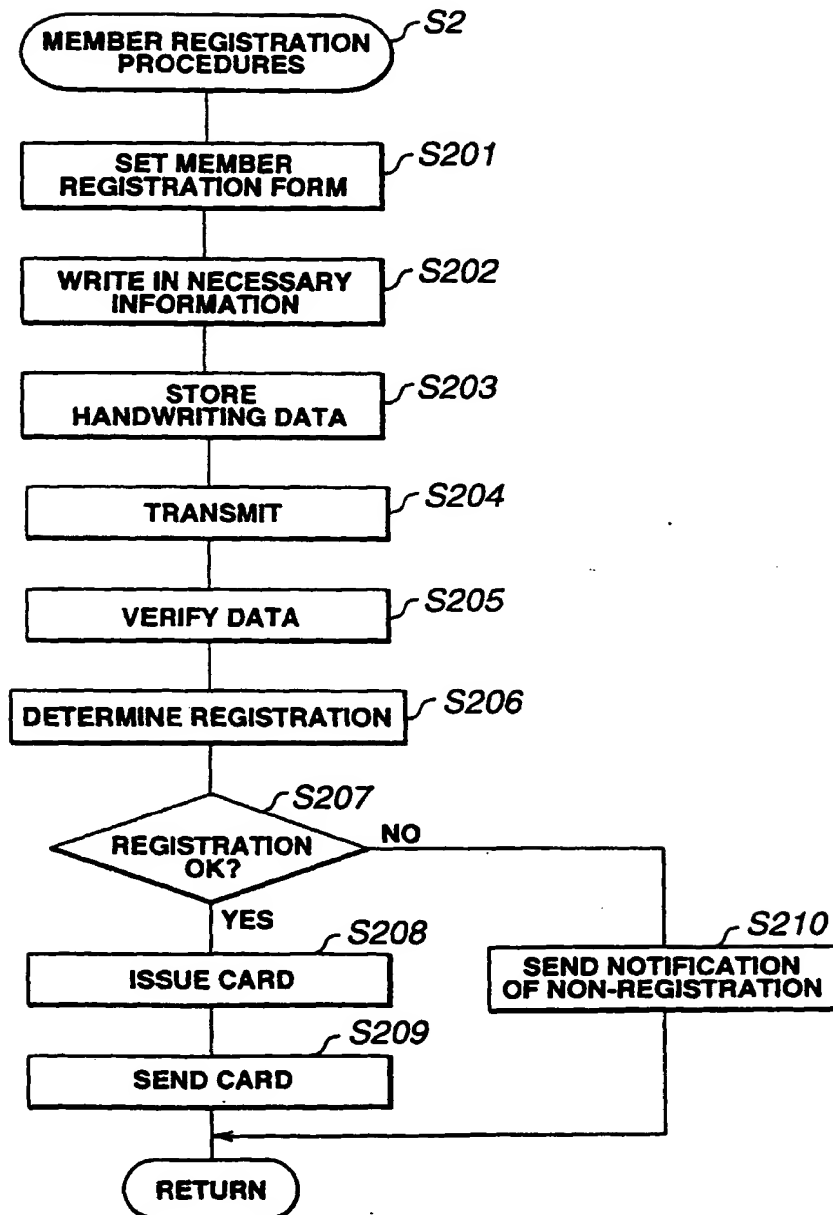 MEMBER REGISTRATION
PROCEDURES
S2
SET MEMBER
REGISTRATION FORM
S201
WRITE IN NECESSARY
INFORMATION
S202
STORE
HANDWRITING DATA
S203
TRANSMIT
S204
VERIFY DATA
S205
DETERMINE REGISTRATION
S206
S207
REGISTRATION
OK?
NO
YES
S208
ISSUE CARD
S210
SEND NOTIFICATION
OF NON-REGISTRATION
S209
SEND CARD
RETURN